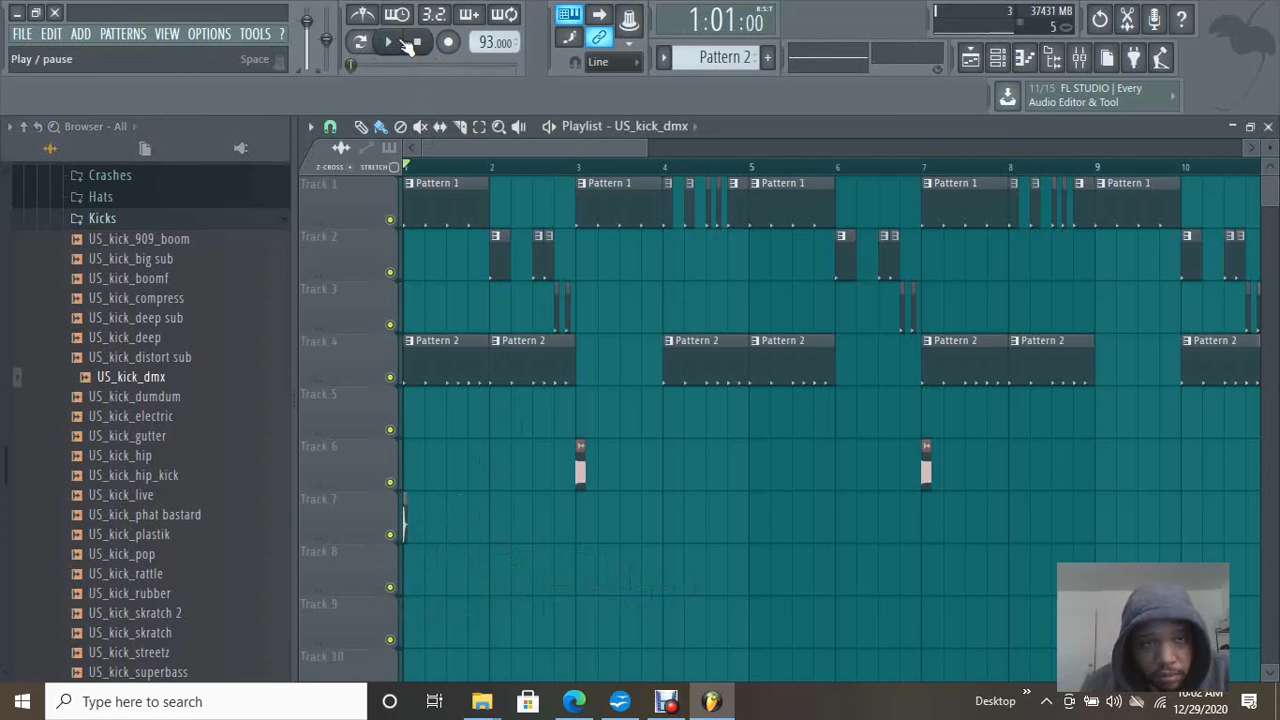 3.2.
3 37431 MB
1:01:00 B:S:T
5
FILE EDIT ADD PATTERNS VIEW OPTIONS TOOLS HELP
Play / pause Space
93.000
Line
Pattern 2
11/15 FL STUDIO | Every
Audio Editor & Tool
Browser - All
Playlist - US_kick_dmx
Z-CROSS STRETCH
2 3 4 5 6 7 8 9 10
Crashes
Hats
Kicks
US_kick_909_boom
US_kick_big sub
US_kick_boomf
US_kick_compress
US_kick_deep sub
US_kick_deep
US_kick_distort sub
US_kick_dmx
US_kick_dumdum
US_kick_electric
US_kick_gutter
US_kick_hip
US_kick_hip_kick
US_kick_live
US_kick_phat bastard
US_kick_plastik
US_kick_pop
US_kick_rattle
US_kick_rubber
US_kick_skratch 2
US_kick_skratch
US_kick_streetz
US_kick_superbass
Track 1 Pattern 1 Pattern 1 Pattern 1 Pattern 1 Pattern 1
Track 2
Track 3
Track 4 Pattern 2 Pattern 2 Pattern 2 Pattern 2 Pattern 2 Pattern 2 Pattern 2
Track 5
Track 6
Track 7
Track 8
Track 9
Track 10
Type here to search
Desktop
10:02 AM
12/29/2020